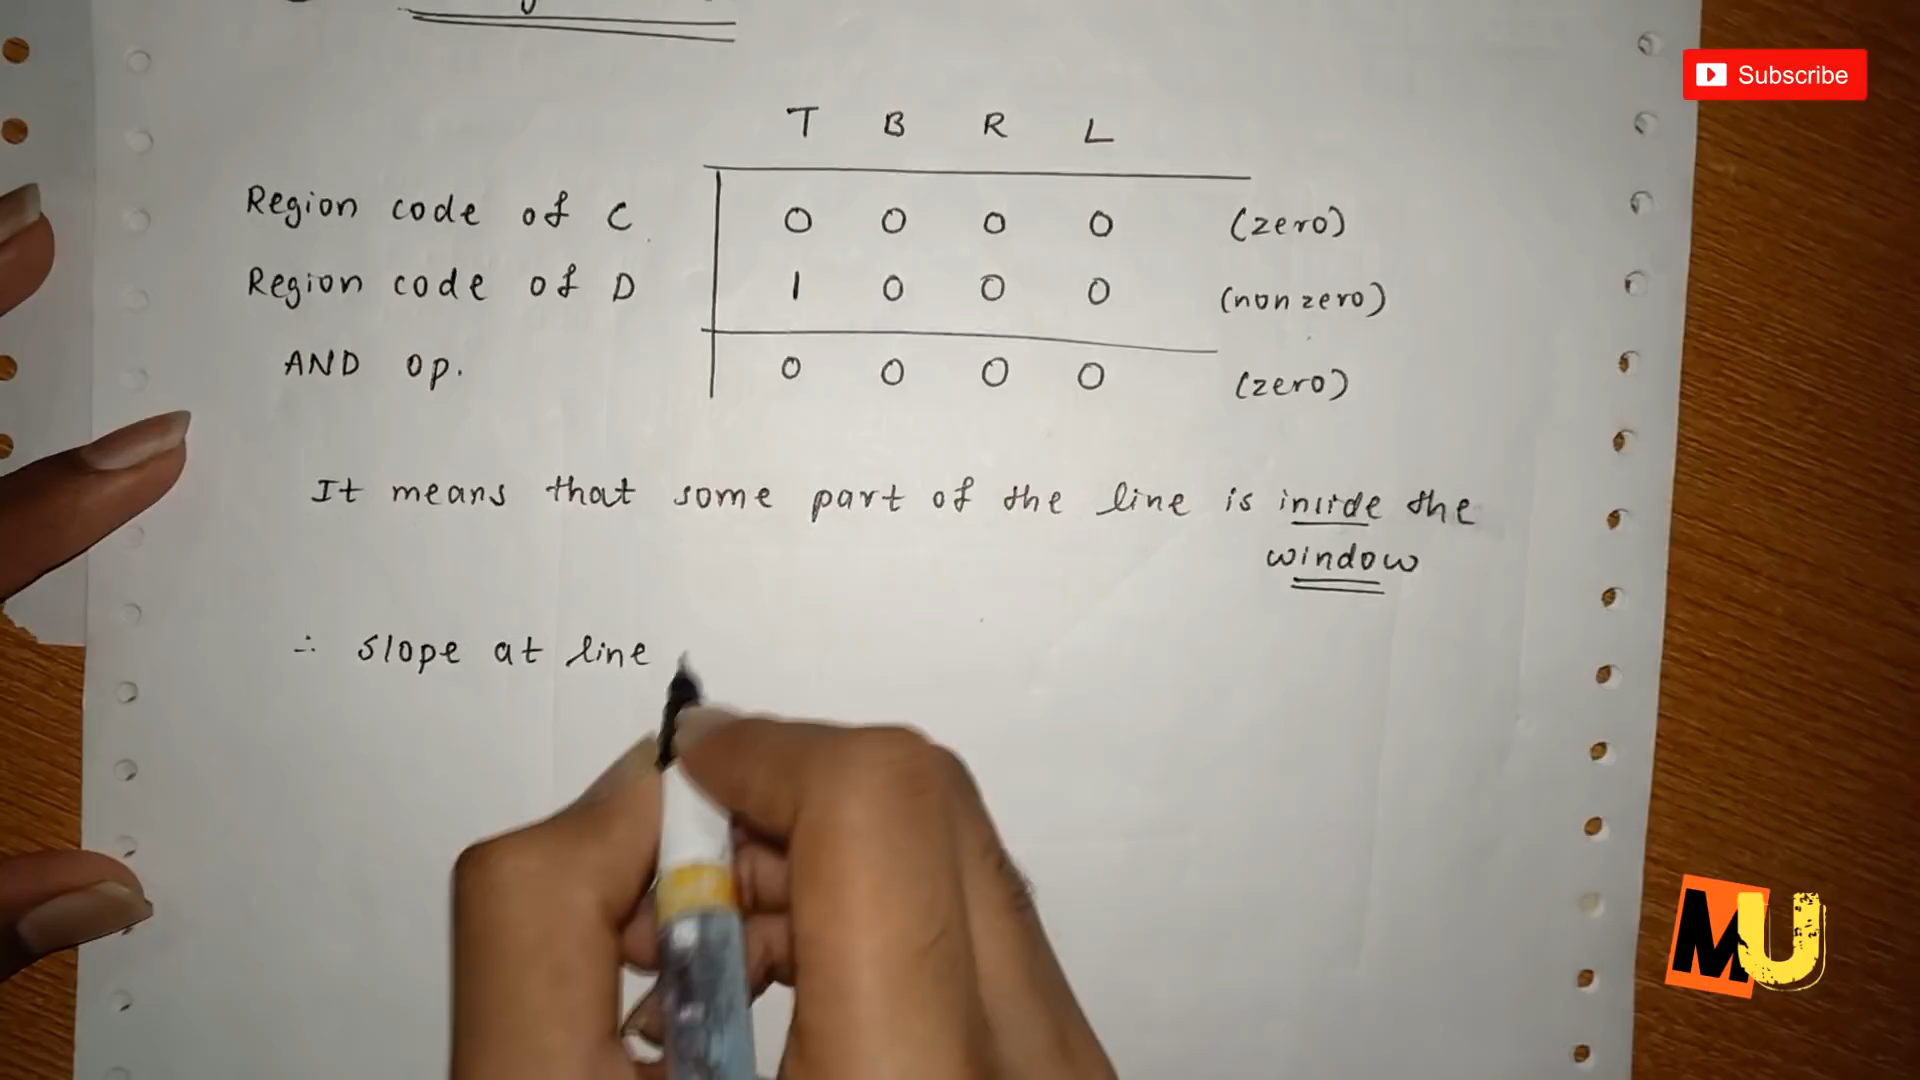 Subscribe
T B R L
Region code of C 0 0 0 0 (zero)
Region code of D 1 0 0 0 (non zero)
AND op. 0 0 0 0 (zero)
It means that some part of the line is inside the
window
∴ slope at line
MU